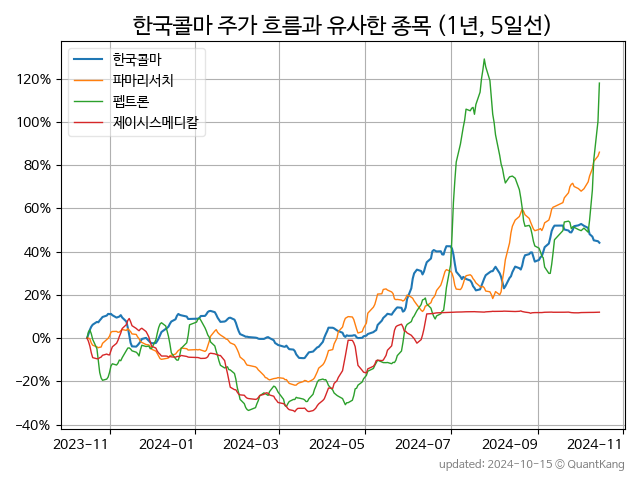 한국콜마 주가 흐름과 유사한 종목 (1년, 5일선)
한국콜마
파마리서치
펩트론
제이시스메디칼
120%
100%
80%
60%
40%
20%
0%
−20%
−40%
2023-11 2024-01 2024-03 2024-05 2024-07 2024-09 2024-11
updated: 2024-10-15 © QuantKang